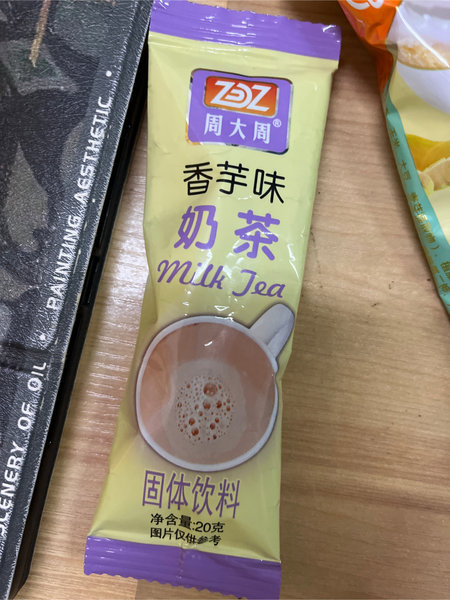 ZDZ
周大周®
香芋味
奶茶
Milk Tea
固体饮料
净含量:20克
图片仅供参考
SCENERY OF OIL • PAINTING AESTHETIC •